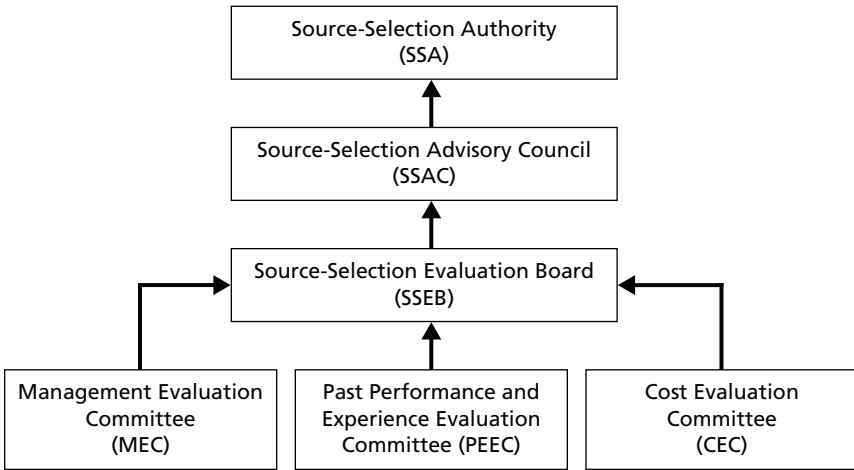 Source-Selection Authority
(SSA)
Source-Selection Advisory Council
(SSAC)
Source-Selection Evaluation Board
(SSEB)
Management Evaluation
Committee
(MEC)
Past Performance and
Experience Evaluation
Committee (PEEC)
Cost Evaluation
Committee
(CEC)